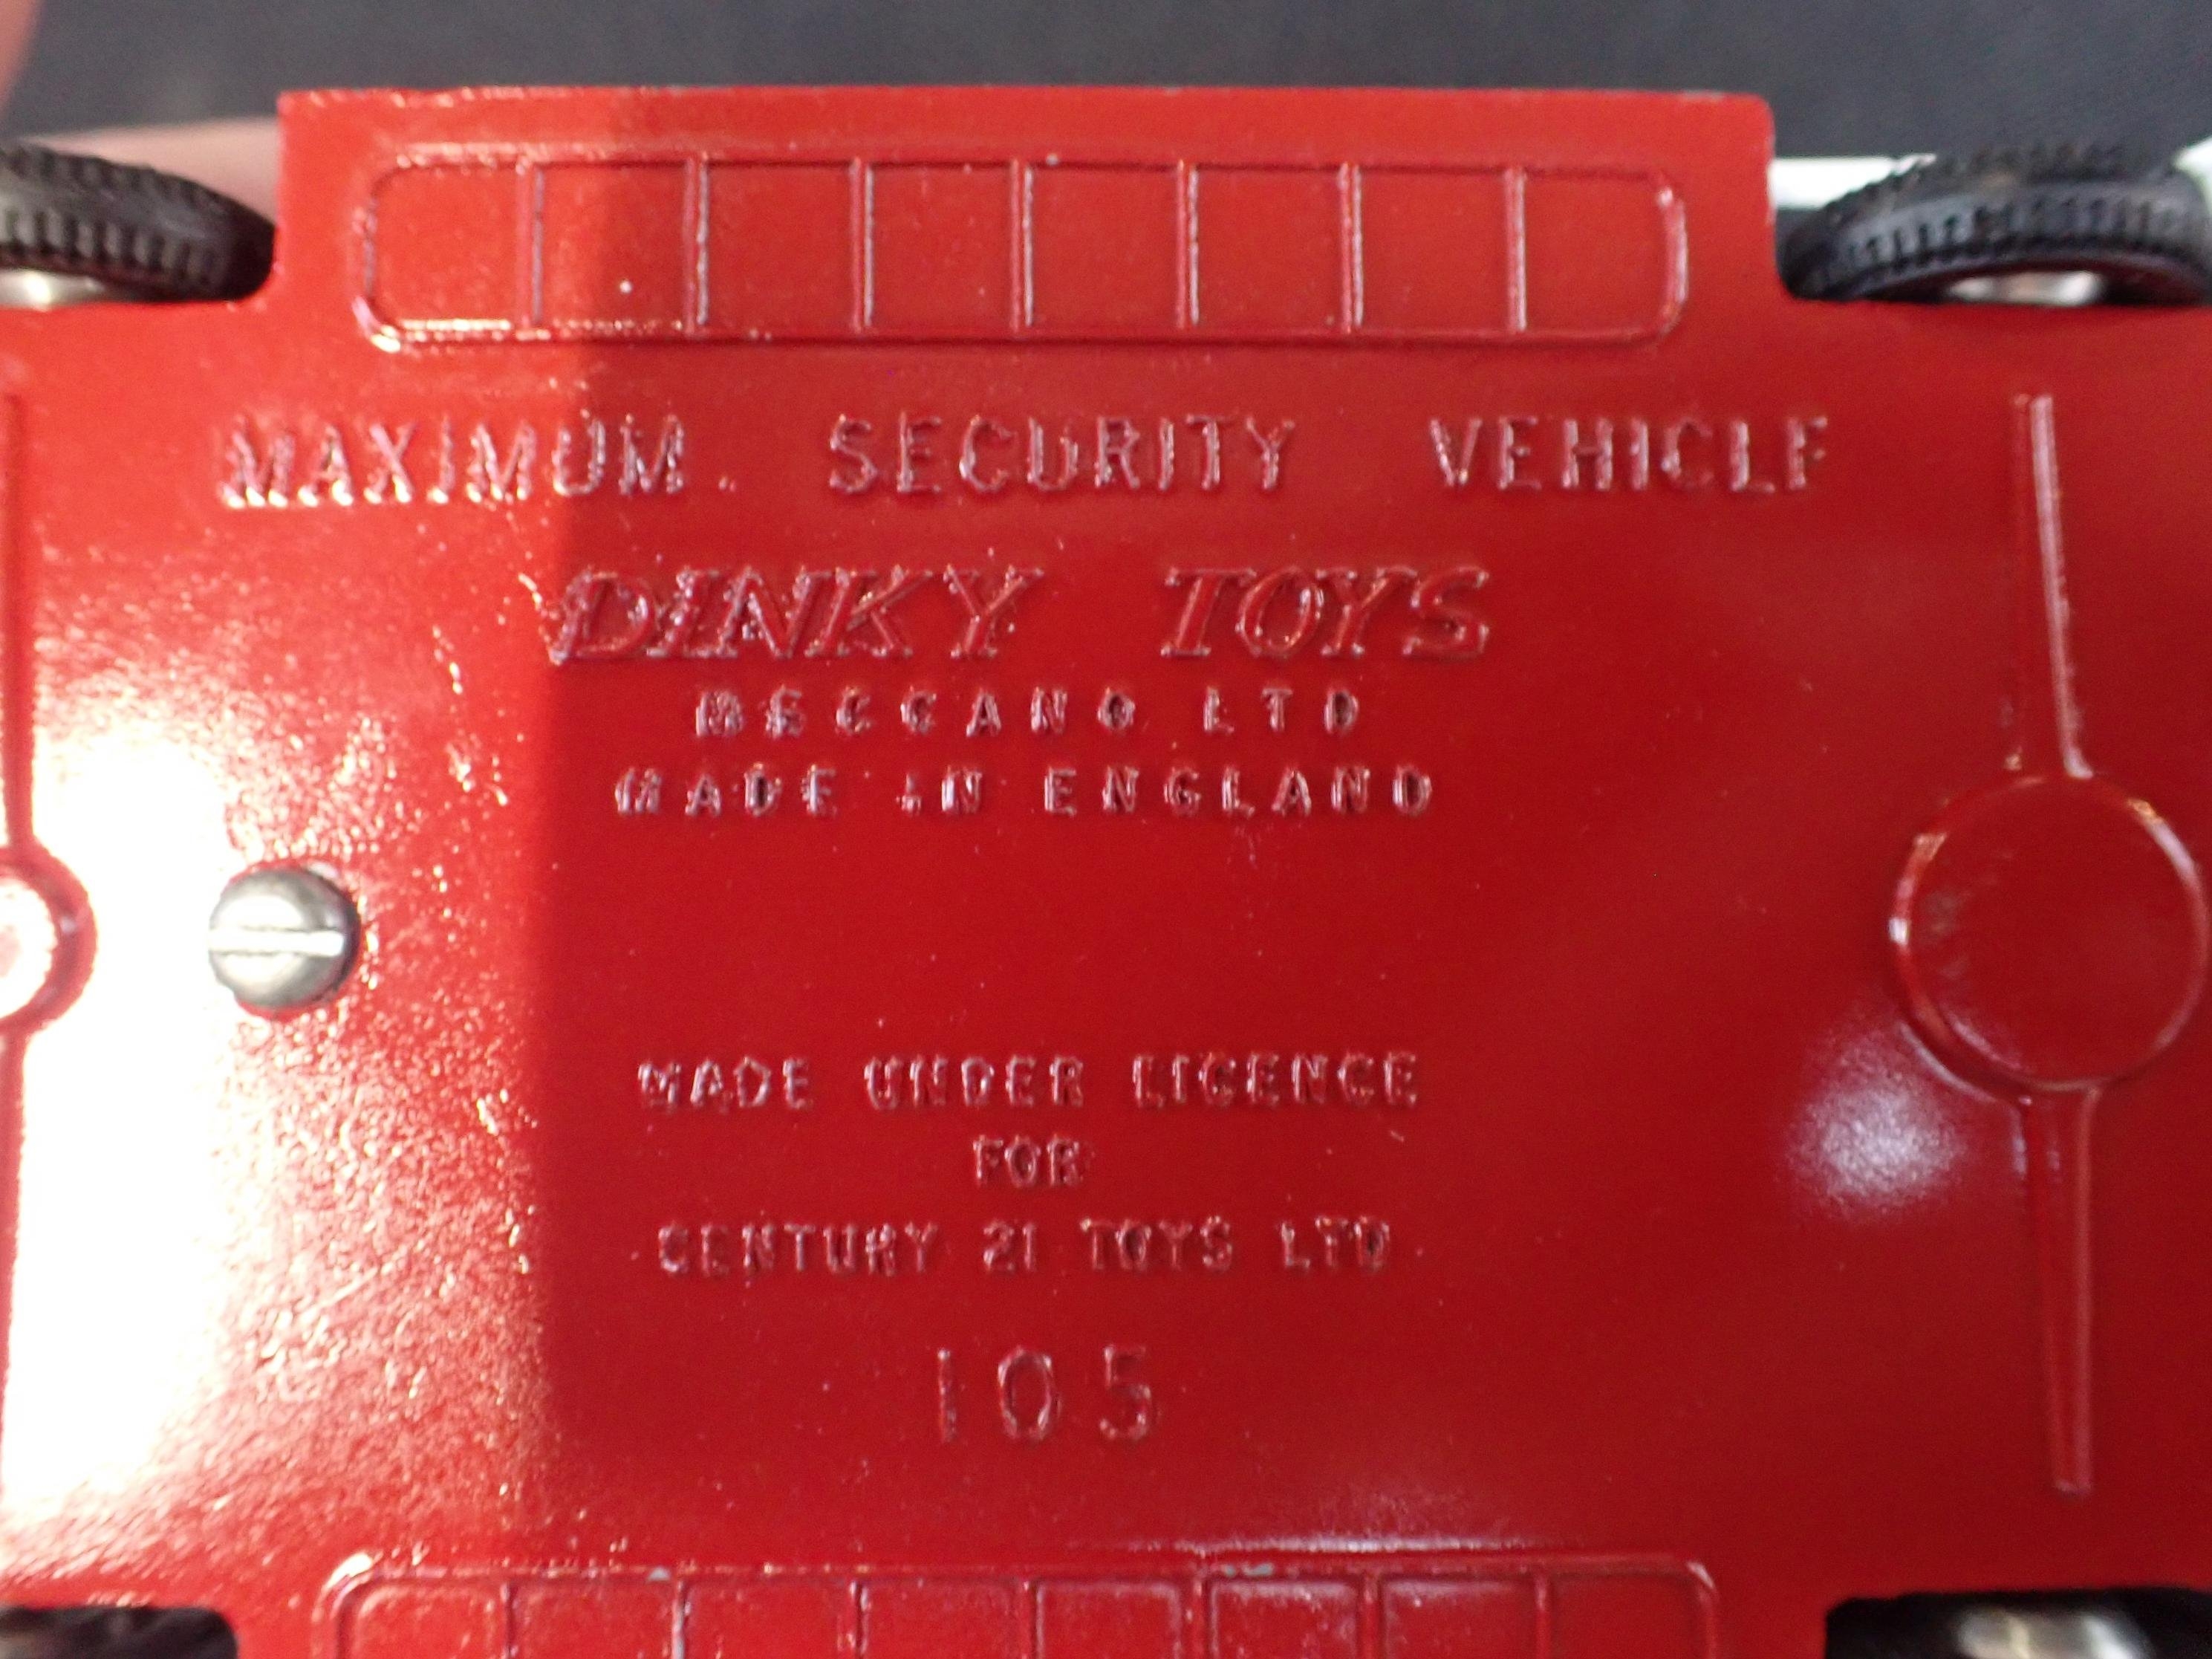 MAXIMUM. SECURITY VEHICLE
DINKY TOYS
MECCANO LTD
MADE IN ENGLAND
MADE UNDER LICENCE
FOR
CENTURY 21 TOYS LTD
105